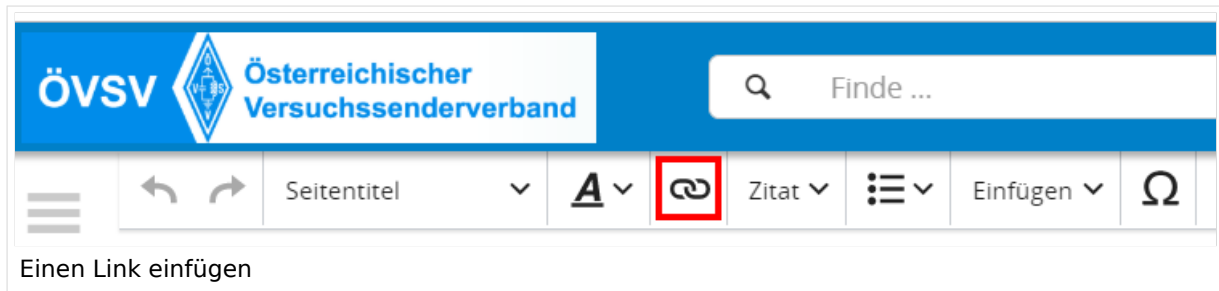 ÖVSV
Österreichischer
Versuchssenderverband
Finde ...
Seitentitel A Zitat Einfügen Ω
Einen Link einfügen